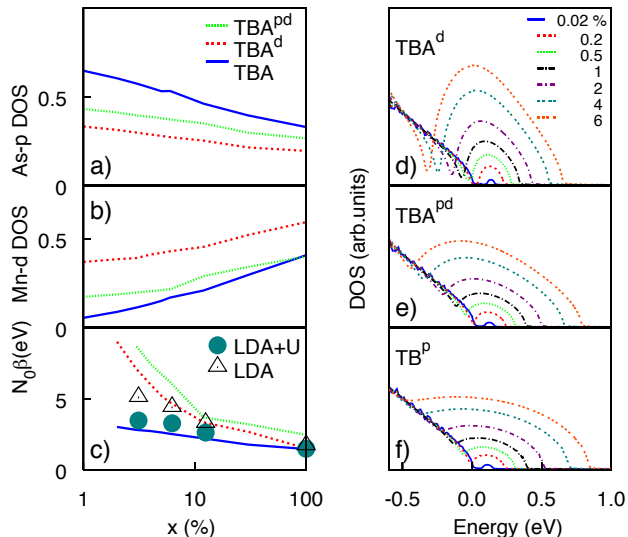 As-p DOS
0.5
0
TBA^pd
TBA^d
TBA
a)
Mn-d DOS
0.5
0
b)
N₀β(eV)
5
0
LDA+U
LDA
c)
1
10
100
x (%)
DOS (arb.units)
TBA^d
0.02 %
0.2
0.5
1
2
4
6
d)
TBA^pd
e)
TB^p
f)
-0.5
0.0
0.5
1.0
Energy (eV)